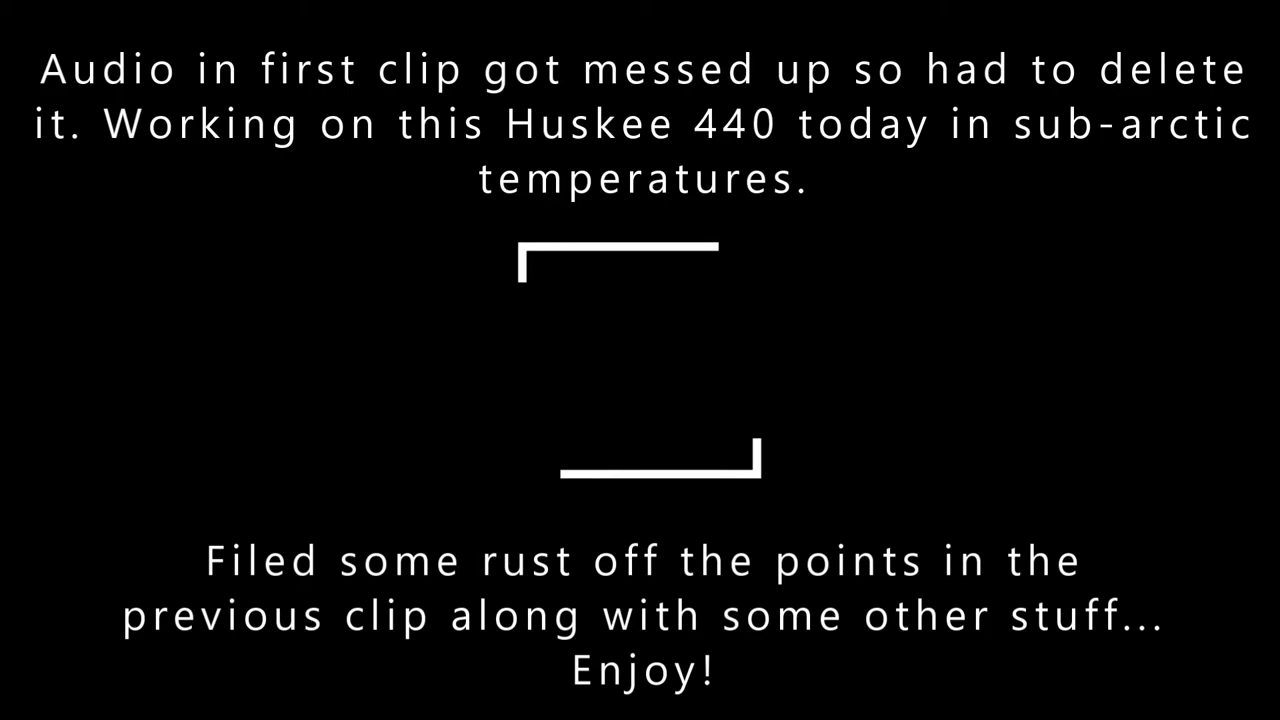 Audio in first clip got messed up so had to delete
it. Working on this Huskee 440 today in sub-arctic
temperatures.
Filed some rust off the points in the
previous clip along with some other stuff...
Enjoy!